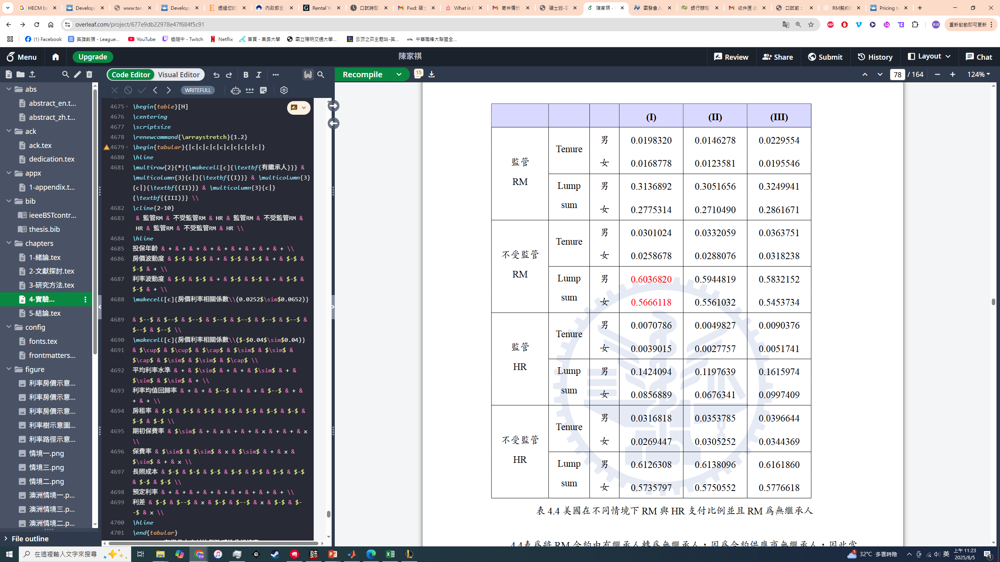 HECM ba
Developi
www.tan
Developi
透過您的
內政部全
Rental Yi
口試時間
Fwd: 碩士
What is E
寄件備份
碩士班-國
陳家祺 - 
國發會人
銀行辦理
收件匣 (8
口試前：
RM契約終
Pricing te
overleaf.com/project/677e9db22978e47f684f5c91
重新啟動即可更新
(1) Facebook
英雄数据 - League...
YouTube
追隨中 - Twitch
Netflix
首頁 - 東吳大學
國立陽明交通大學...
云顶之弈主题站-英...
中華職棒大聯盟全...
Menu
Upgrade
陳家祺
Review
Share
Submit
History
Layout
Chat
Code Editor
Visual Editor
Recompile
15
78 / 164
124%
WRITEFULL
abs
abstract_en.t...
abstract_zh.t...
ack
ack.tex
dedication.tex
appx
1-appendix.t...
bib
ieeeBSTcontr...
thesis.bib
chapters
1-緒論.tex
2-文獻探討.tex
3-研究方法.tex
4-實驗...
5-結論.tex
config
fonts.tex
frontmatters...
figure
利率房價示意...
利率房價示意...
利率房價示意...
利率樹示意圖...
利率路徑示意...
情境一.png
情境三.png
情境二.png
澳洲情境一.p...
澳洲情境三.p...
澳洲情境二.p...
File outline
4675 \begin{table}[H]
4676 \centering
4677 \scriptsize
4678 \renewcommand{\arraystretch}{1.2}
4679 \begin{tabular}{|c|c|c|c|c|c|c|c|c|c|}
4680 \hline
4681 \multirow{2}{*}{\makecell[c]{\textbf{有繼承人}}} &
\multicolumn{3}{c|}{\textbf{(I)}} & \multicolumn{3}
{c|}{\textbf{(II)}} & \multicolumn{3}{c|}
{\textbf{(III)}} \\
4682 \cline{2-10}
4683 & 監管RM & 不受監管RM & HR & 監管RM & 不受監管RM &
HR & 監管RM & 不受監管RM & HR \\
4684 \hline
4685 投保年齡 & + & + & + & + & + & + & + & + & + \\
4686 房價波動度 & $-$ & $-$ & + & $-$ & $-$ & + & $-$ &
$-$ & + \\
4687 利率波動度 & $-$ & $-$ & + & $-$ & $-$ & + & $-$ &
$-$ & + \\
4688 \makecell[c]{房價利率相關係數\\(0.0252$\sim$0.0652)}
4689 & $--$ & $--$ & $--$ & $--$ & $--$ & $--$ & $--$ &
$--$ & $--$ \\
4690 \makecell[c]{房價利率相關係數\\($-$0.04$\sim$0.04)}
4691 & $\cup$ & $\cup$ & $\cap$ & $\sim$ & $\sim$ &
$\cap$ & $\sim$ & $\sim$ & $\cap$ \\
4692 平均利率水準 & + & $\sim$ & + & + & $\sim$ & + &
$\sim$ & $\sim$ & + \\
4693 利率均值回歸率 & + & + & $--$ & + & + & $--$ & + &
+ & + \\
4694 房租率 & $-$ & $-$ & $-$ & $-$ & $-$ & $-$ & $-$ &
$-$ & $-$ \\
4695 期初保費率 & $\sim$ & + & x & + & + & x & + & + & x
\\
4696 保費率 & $\sim$ & $\sim$ & x & $\sim$ & + & x &
$\sim$ & + & x \\
4697 長照成本 & $-$ & $-$ & $-$ & $-$ & $-$ & $-$ & $-$
& $-$ & $-$ \\
4698 預定利率 & + & + & + & + & + & + & + & + & + \\
4699 利差 & $-$ & $--$ & x & $-$ & $--$ & x & $-$ & $-
-$ & x \\
4700 \hline
4701 \end{tabular}
(I) (II) (III)
監管 RM
Tenure 男 0.0198320 0.0146278 0.0229554
女 0.0168778 0.0123581 0.0195546
Lump sum 男 0.3136892 0.3051656 0.3249941
女 0.2775314 0.2710490 0.2861671
不受監管 RM
Tenure 男 0.0301024 0.0332059 0.0363751
女 0.0258678 0.0288076 0.0318238
Lump sum 男 0.6036820 0.5944819 0.5832152
女 0.5666118 0.5561032 0.5453734
監管 HR
Tenure 男 0.0070786 0.0049827 0.0090376
女 0.0039015 0.0027757 0.0051741
Lump sum 男 0.1424094 0.1197639 0.1615974
女 0.0856889 0.0676341 0.0997409
不受監管 HR
Tenure 男 0.0316818 0.0353785 0.0396644
女 0.0269447 0.0305252 0.0344369
Lump sum 男 0.6126308 0.6138096 0.6161860
女 0.5735797 0.5750552 0.5776618
表 4.4 美國在不同情境下 RM 與 HR 支付比例並且 RM 為無繼承人
4.4表為將 RM 合約由有繼承人轉為無繼承人，因為合約供應商無繼承人，因此當
在這裡輸入文字來搜尋
32°C 多雲時陰
英
上午 11:23
2025/8/5